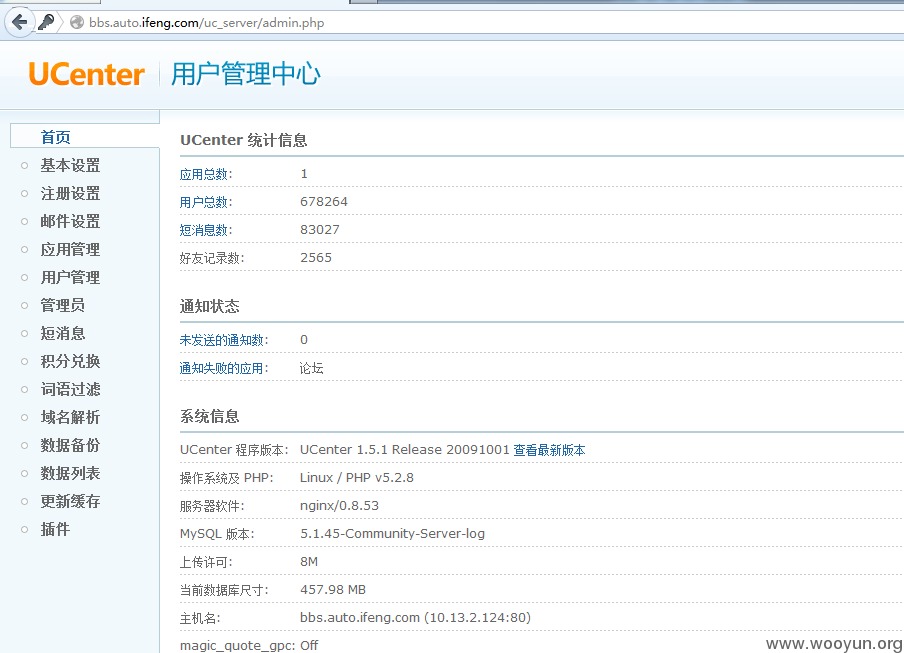 bbs.auto.ifeng.com/uc_server/admin.php
UCenter 用户管理中心
首页
基本设置
注册设置
邮件设置
应用管理
用户管理
管理员
短消息
积分兑换
词语过滤
域名解析
数据备份
数据列表
更新缓存
插件
UCenter 统计信息
应用总数: 1
用户总数: 678264
短消息数: 83027
好友记录数: 2565
通知状态
未发送的通知数: 0
通知失败的应用: 论坛
系统信息
UCenter 程序版本: UCenter 1.5.1 Release 20091001 查看最新版本
操作系统及 PHP: Linux / PHP v5.2.8
服务器软件: nginx/0.8.53
MySQL 版本: 5.1.45-Community-Server-log
上传许可: 8M
当前数据库尺寸: 457.98 MB
主机名: bbs.auto.ifeng.com (10.13.2.124:80)
magic_quote_gpc: Off
www.wooyun.org